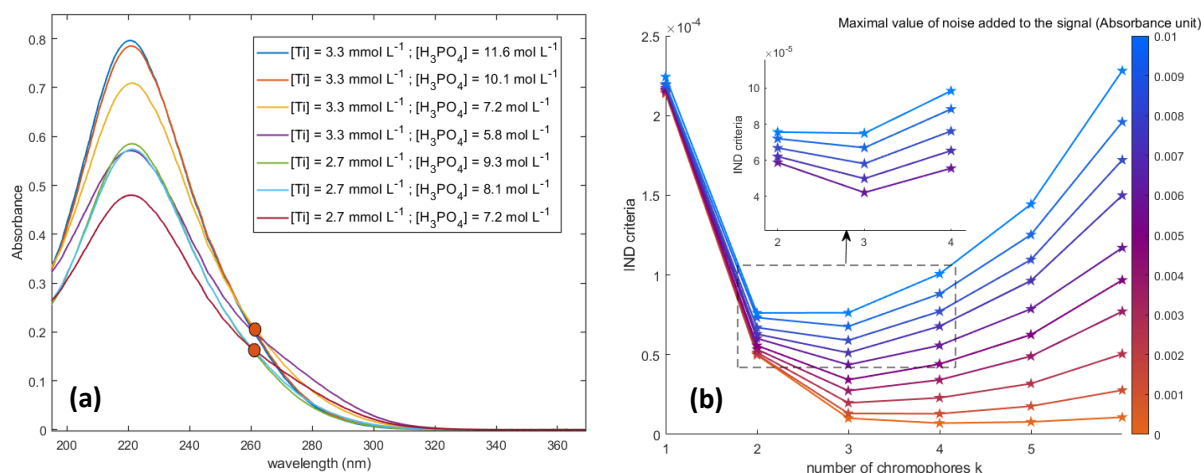 0.8
0.7
0.6
0.5
0.4
0.3
0.2
0.1
0
Absorbance
[Ti] = 3.3 mmol L⁻¹ ; [H₃PO₄] = 11.6 mol L⁻¹
[Ti] = 3.3 mmol L⁻¹ ; [H₃PO₄] = 10.1 mol L⁻¹
[Ti] = 3.3 mmol L⁻¹ ; [H₃PO₄] = 7.2 mol L⁻¹
[Ti] = 3.3 mmol L⁻¹ ; [H₃PO₄] = 5.8 mol L⁻¹
[Ti] = 2.7 mmol L⁻¹ ; [H₃PO₄] = 9.3 mol L⁻¹
[Ti] = 2.7 mmol L⁻¹ ; [H₃PO₄] = 8.1 mol L⁻¹
[Ti] = 2.7 mmol L⁻¹ ; [H₃PO₄] = 7.2 mol L⁻¹
(a)
200 220 240 260 280 300 320 340 360
wavelength (nm)
Maximal value of noise added to the signal (Absorbance unit)
×10⁻⁴
2.5
2
1.5
1
0.5
0
IND criteria
×10⁻⁵
10
8
6
4
IND criteria
2 3 4
(b)
1 2 3 4 5
number of chromophores k
0.01
0.009
0.008
0.007
0.006
0.005
0.004
0.003
0.002
0.001
0